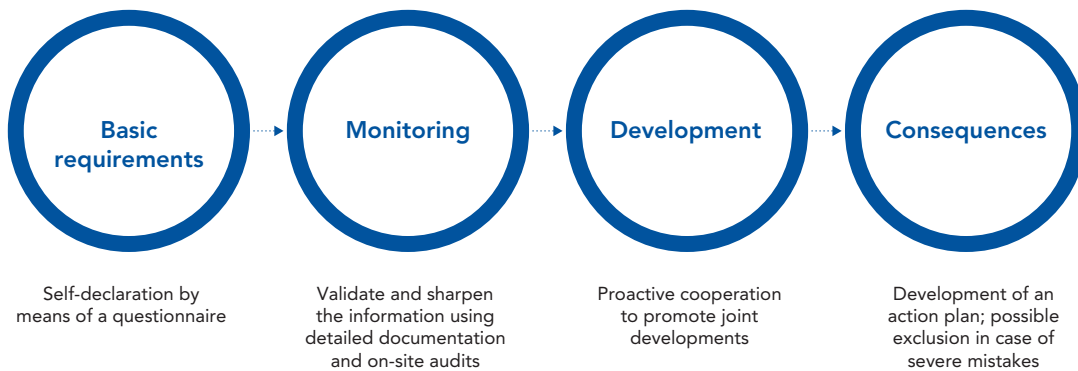 Basic
requirements
Monitoring
Development
Consequences
Self-declaration by
means of a questionnaire
Validate and sharpen
the information using
detailed documentation
and on-site audits
Proactive cooperation
to promote joint
developments
Development of an
action plan; possible
exclusion in case of
severe mistakes